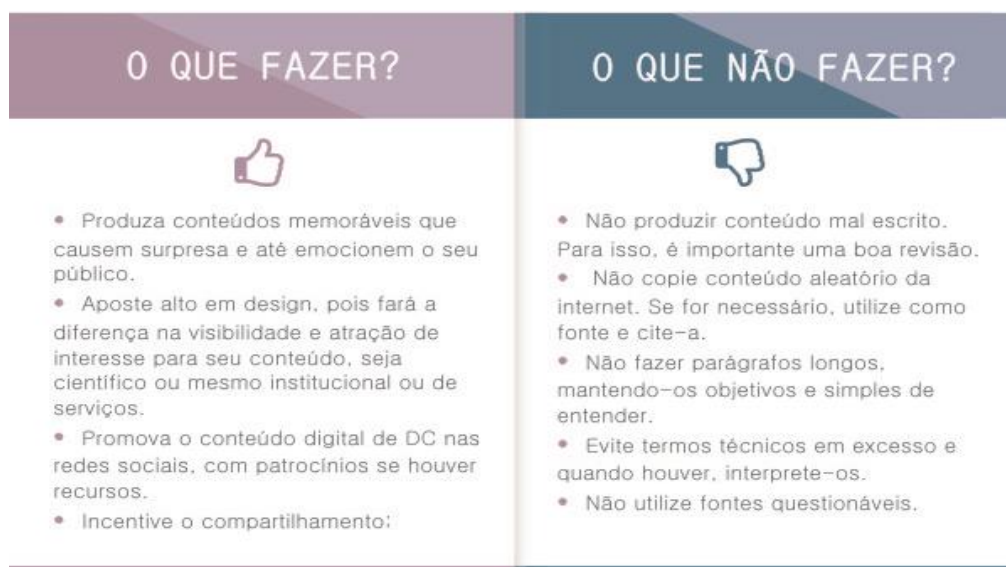 O QUE FAZER?
• Produza conteúdos memoráveis que
causem surpresa e até emocionem o seu
público.
• Aposte alto em design, pois fará a
diferença na visibilidade e atração de
interesse para seu conteúdo, seja
científico ou mesmo institucional ou de
serviços.
• Promova o conteúdo digital de DC nas
redes sociais, com patrocínios se houver
recursos.
• Incentive o compartilhamento;
O QUE NÃO FAZER?
• Não produzir conteúdo mal escrito.
Para isso, é importante uma boa revisão.
• Não copie conteúdo aleatório da
internet. Se for necessário, utilize como
fonte e cite-a.
• Não fazer parágrafos longos,
mantendo-os objetivos e simples de
entender.
• Evite termos técnicos em excesso e
quando houver, interprete-os.
• Não utilize fontes questionáveis.